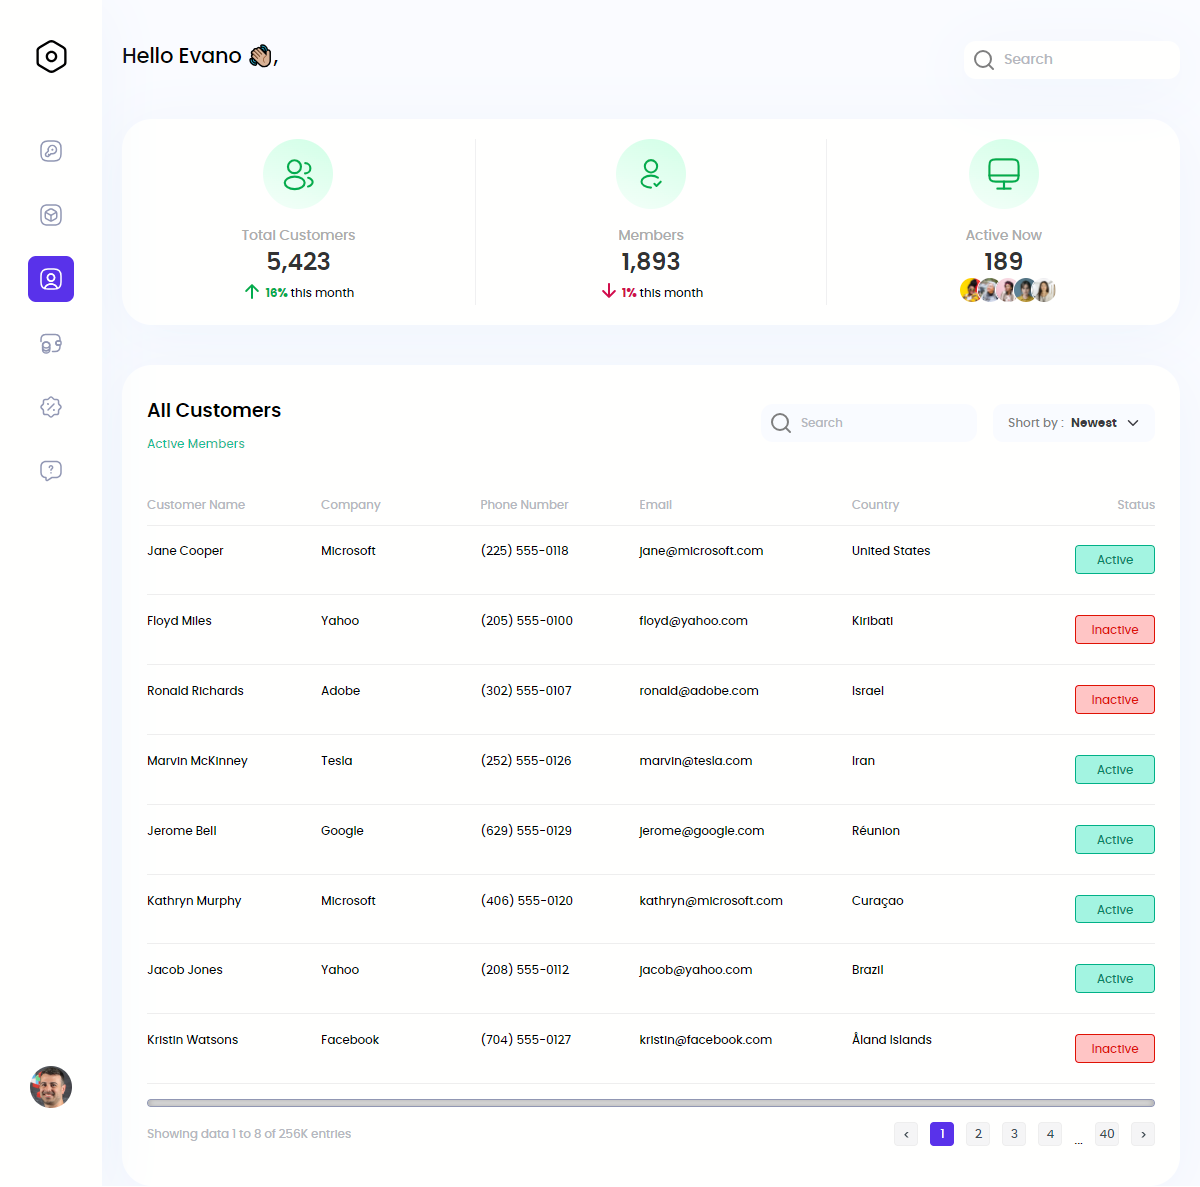 Hello Evano 👋🏼,
Search
Total Customers
5,423
16% this month
Members
1,893
1% this month
Active Now
189
All Customers
Active Members
Search
Short by : Newest
Customer Name Company Phone Number Email Country Status
Jane Cooper Microsoft (225) 555-0118 jane@microsoft.com United States Active
Floyd Miles Yahoo (205) 555-0100 floyd@yahoo.com Kiribati Inactive
Ronald Richards Adobe (302) 555-0107 ronald@adobe.com Israel Inactive
Marvin McKinney Tesla (252) 555-0126 marvin@tesla.com Iran Active
Jerome Bell Google (629) 555-0129 jerome@google.com Réunion Active
Kathryn Murphy Microsoft (406) 555-0120 kathryn@microsoft.com Curaçao Active
Jacob Jones Yahoo (208) 555-0112 jacob@yahoo.com Brazil Active
Kristin Watsons Facebook (704) 555-0127 kristin@facebook.com Åland Islands Inactive
Showing data 1 to 8 of 256K entries
‹ 1 2 3 4 ... 40 ›